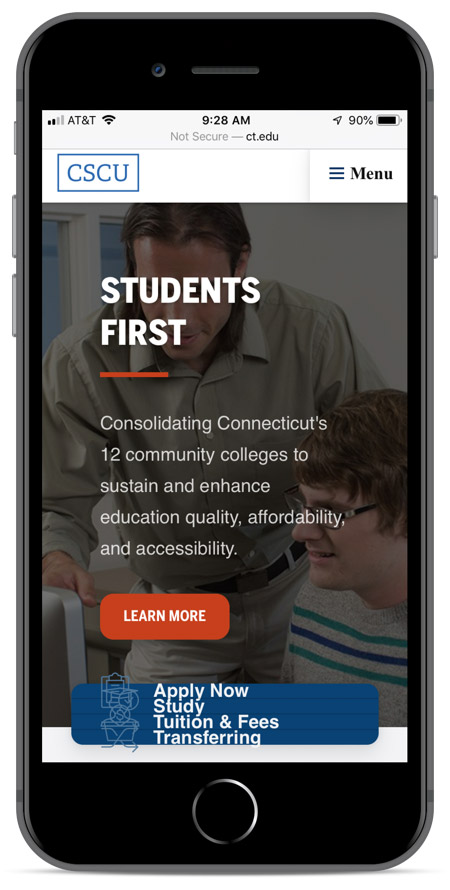 AT&T 9:28 AM 90%
Not Secure — ct.edu
CSCU
Menu
STUDENTS
FIRST
Consolidating Connecticut's
12 community colleges to
sustain and enhance
education quality, affordability,
and accessibility.
LEARN MORE
Apply Now
Study
Tuition & Fees
Transferring